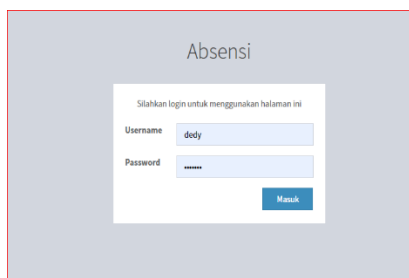 Absensi
Silahkan login untuk menggunakan halaman ini
Username dedy
Password •••••••
Masuk